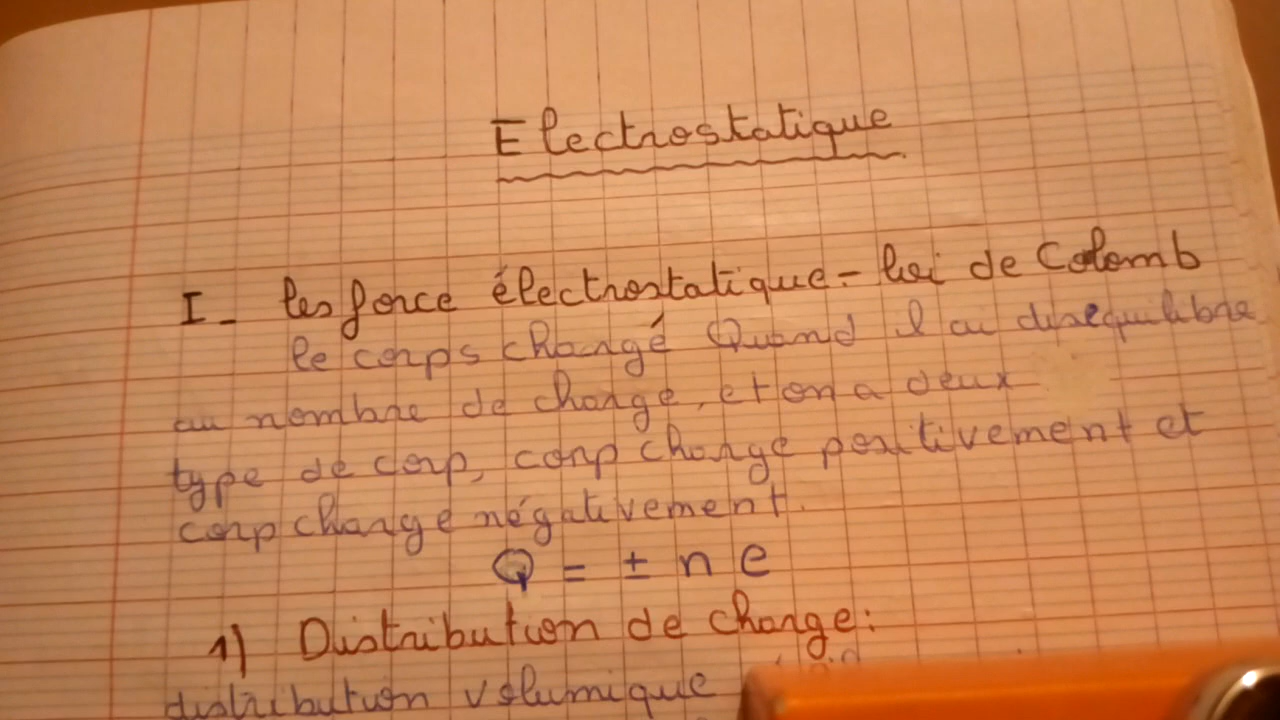 Electrostatique
I_ les force électrostatique - loi de Colomb
le corps chargé Quand il au disequilibre
au nombre de charge, et on a deux
type de corp, corp charge positivement et
corp charge négativement.
Q = ± n e
1) Distribution de charge:
distribution volumique